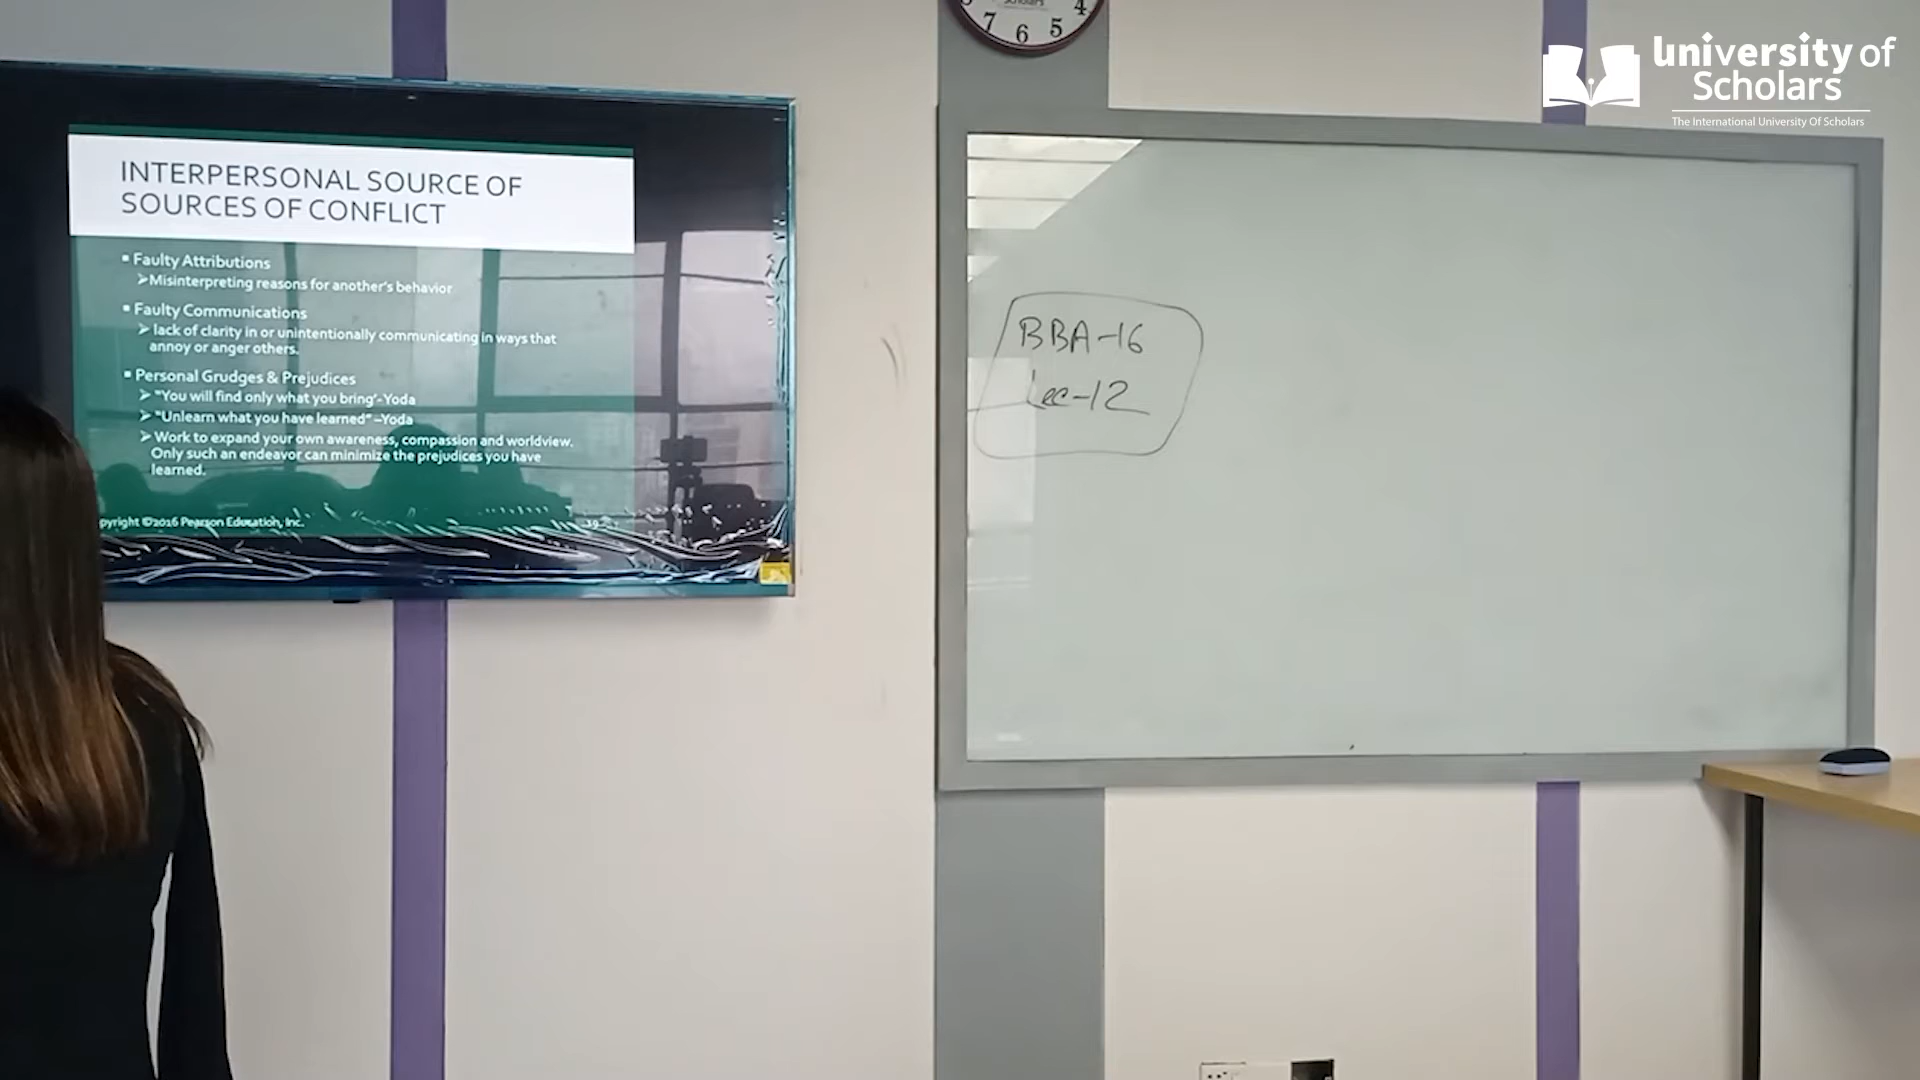 INTERPERSONAL SOURCE OF
SOURCES OF CONFLICT
▪ Faulty Attributions
➢Misinterpreting reasons for another's behavior
▪ Faulty Communications
➢ lack of clarity in or unintentionally communicating in ways that
annoy or anger others.
▪ Personal Grudges & Prejudices
➢ "You will find only what you bring'-Yoda
➢ "Unlearn what you have learned" –Yoda
➢ Work to expand your own awareness, compassion and worldview.
Only such an endeavor can minimize the prejudices you have
learned.
pyright ©2016 Pearson Education, Inc.
19
7 6 5 4
BBA-16
Lec-12
university of
Scholars
The International University Of Scholars